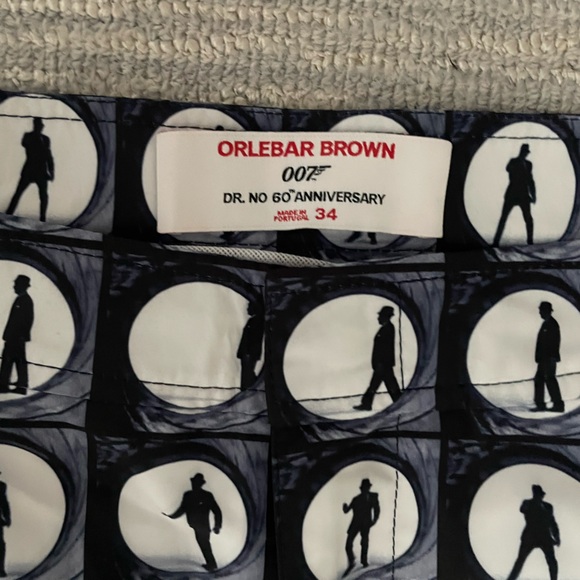 ORLEBAR BROWN
007
DR. NO 60TH ANNIVERSARY
MADE IN
PORTUGAL 34